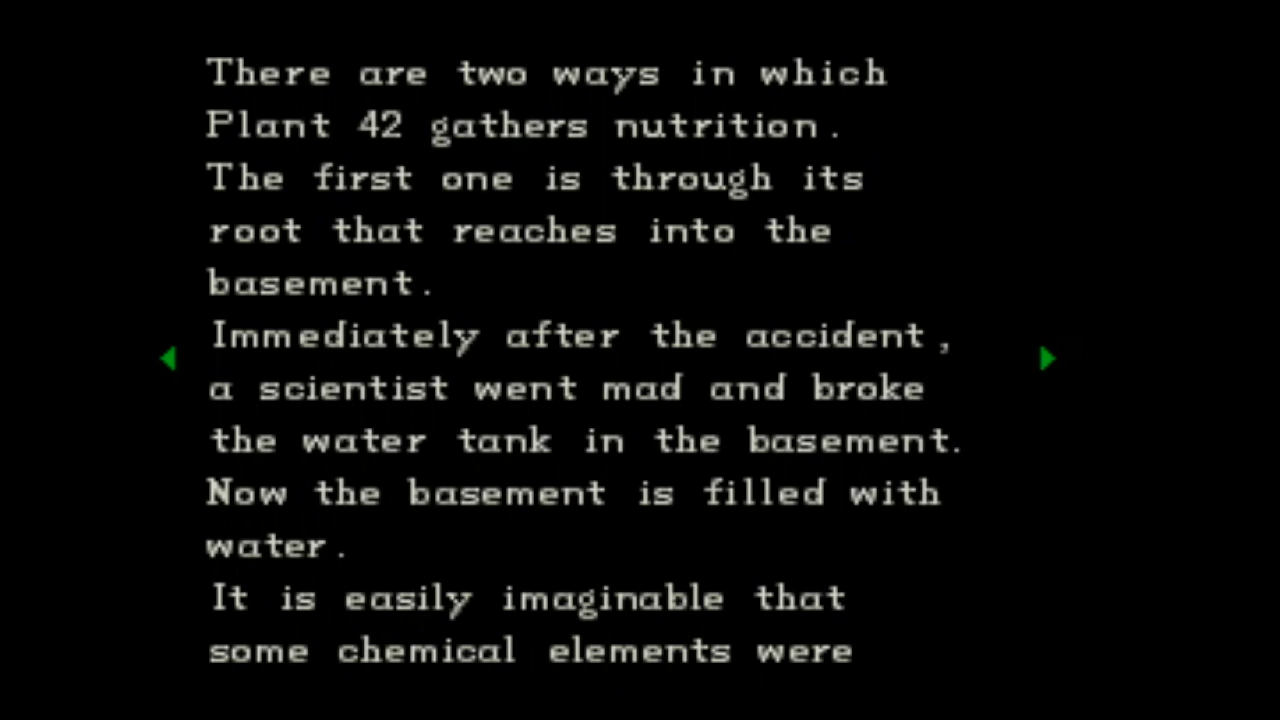 There are two ways in which
Plant 42 gathers nutrition.
The first one is through its
root that reaches into the
basement.
Immediately after the accident,
a scientist went mad and broke
the water tank in the basement.
Now the basement is filled with
water.
It is easily imaginable that
some chemical elements were